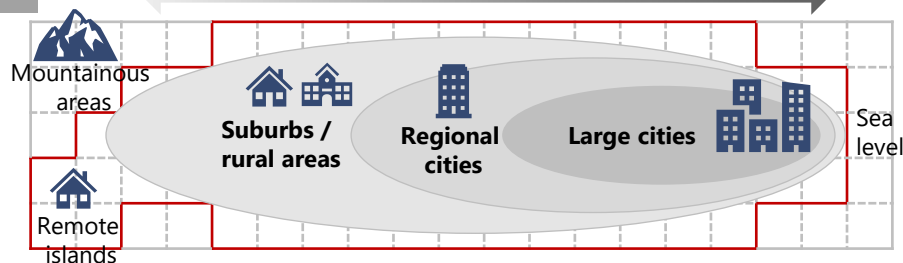 Mountainous
areas
Suburbs /
rural areas
Regional
cities
Large cities
Sea
level
Remote
islands